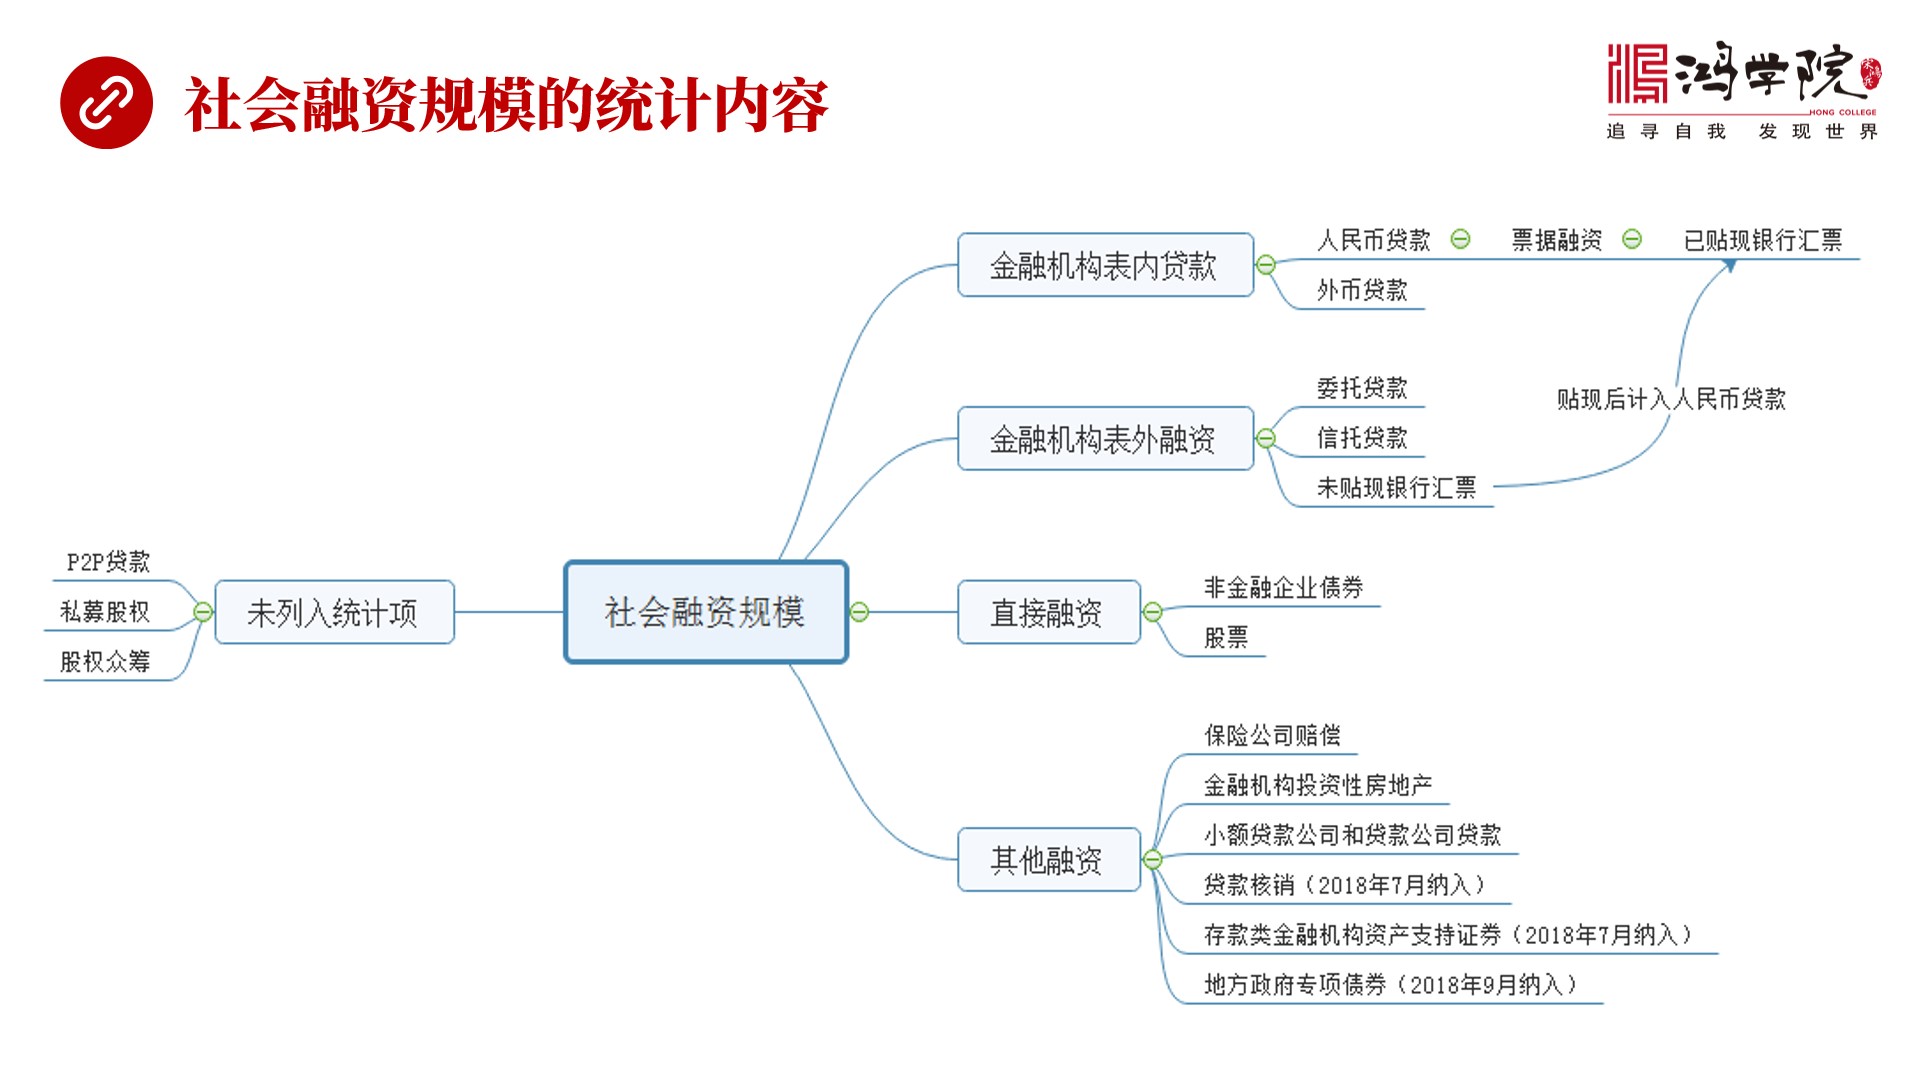 社会融资规模的统计内容
鸿学院
宋鸿兵
HONG COLLEGE
追寻自我 发现世界
金融机构表内贷款
人民币贷款
票据融资
已贴现银行汇票
外币贷款
金融机构表外融资
委托贷款
信托贷款
未贴现银行汇票
贴现后计入人民币贷款
P2P贷款
私募股权
股权众筹
未列入统计项
社会融资规模
直接融资
非金融企业债券
股票
其他融资
保险公司赔偿
金融机构投资性房地产
小额贷款公司和贷款公司贷款
贷款核销（2018年7月纳入）
存款类金融机构资产支持证券（2018年7月纳入）
地方政府专项债券（2018年9月纳入）